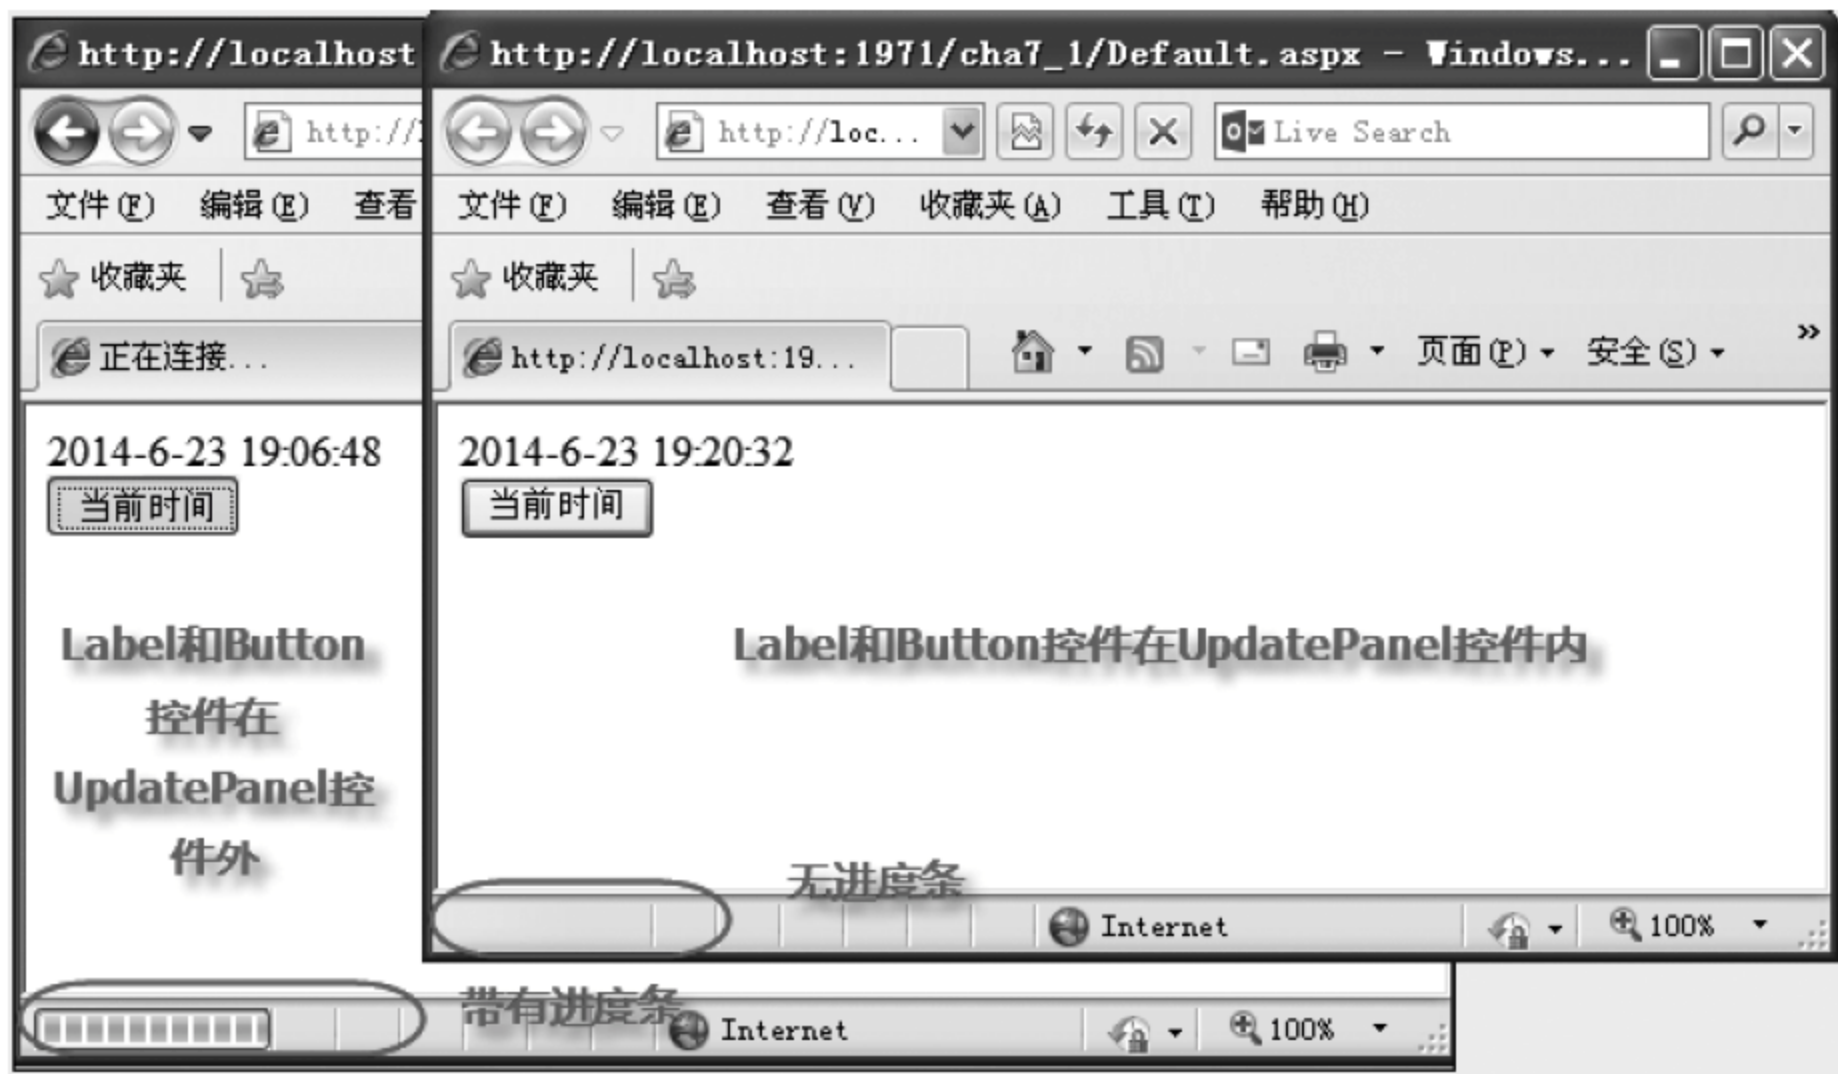 http://localhost
http://l
文件(F) 编辑(E) 查看
收藏夹
正在连接...
2014-6-23 19:06:48
当前时间
Label和Button
控件在
UpdatePanel控
件外
带有进度条
Internet
100%
http://localhost:1971/cha7_1/Default.aspx - Windows...
http://loc... Live Search
文件(F) 编辑(E) 查看(V) 收藏夹(A) 工具(T) 帮助(H)
收藏夹
http://localhost:19... 页面(P) 安全(S) »
2014-6-23 19:20:32
当前时间
Label和Button控件在UpdatePanel控件内
无进度条
Internet
100%